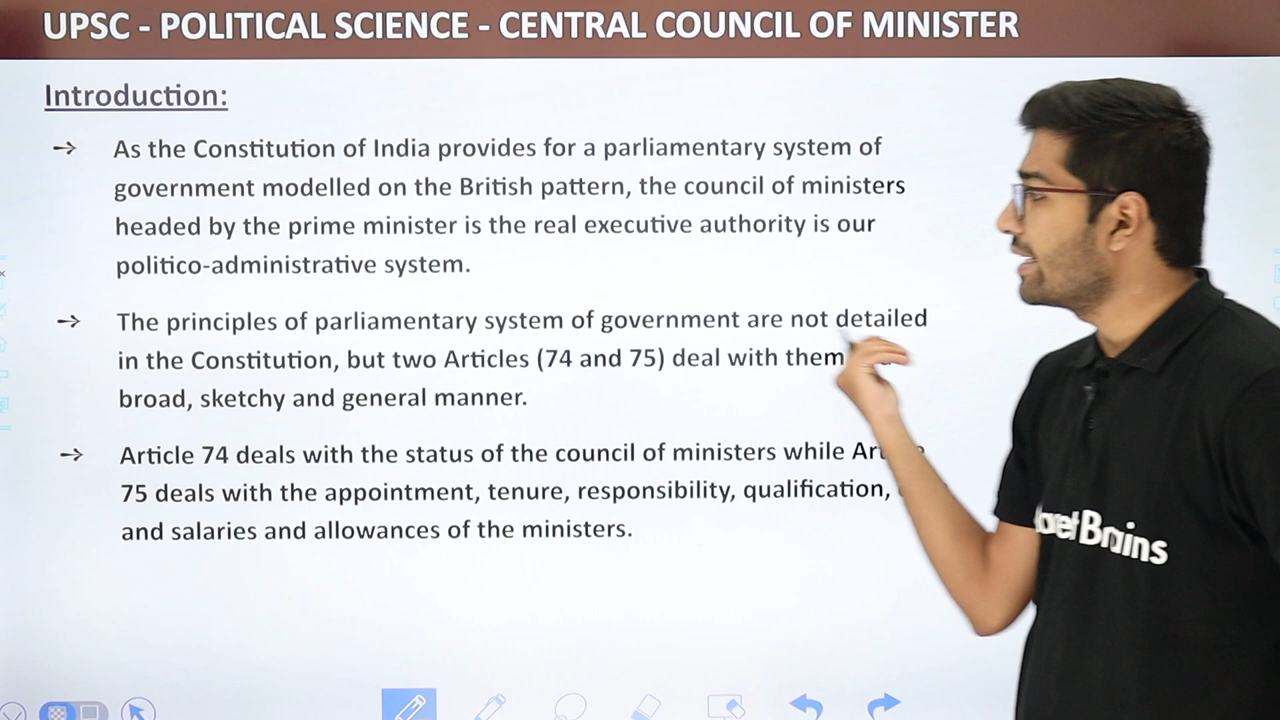 UPSC - POLITICAL SCIENCE - CENTRAL COUNCIL OF MINISTER
Introduction:
→ As the Constitution of India provides for a parliamentary system of
government modelled on the British pattern, the council of ministers
headed by the prime minister is the real executive authority is our
politico-administrative system.
→ The principles of parliamentary system of government are not detailed
in the Constitution, but two Articles (74 and 75) deal with them
broad, sketchy and general manner.
→ Article 74 deals with the status of the council of ministers while
75 deals with the appointment, tenure, responsibility, qualification,
and salaries and allowances of the ministers.
Brains